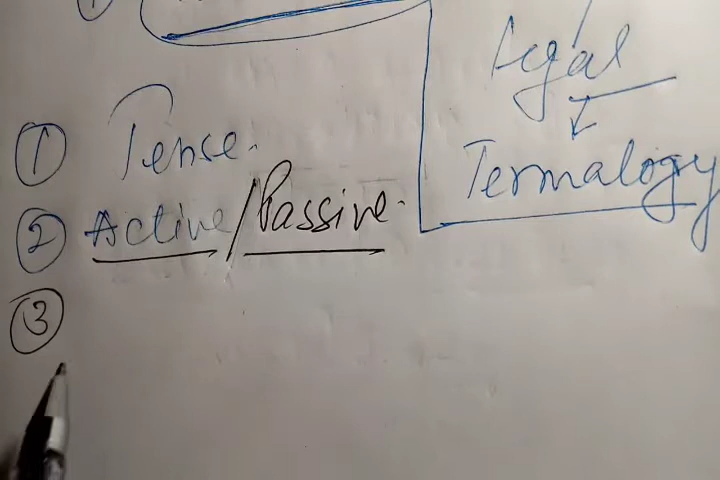 Legal
Termalogy
① Tense.
② Active/Passive.
③